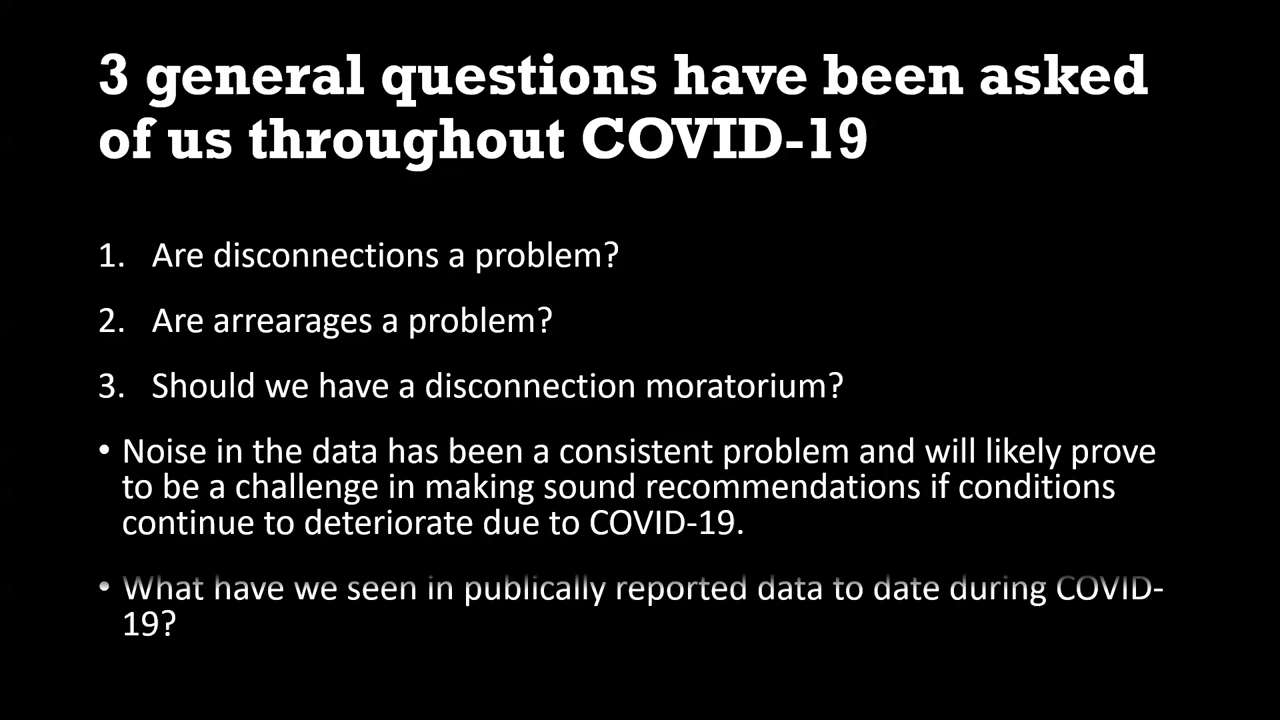 3 general questions have been asked
of us throughout COVID-19
1. Are disconnections a problem?
2. Are arrearages a problem?
3. Should we have a disconnection moratorium?
• Noise in the data has been a consistent problem and will likely prove
to be a challenge in making sound recommendations if conditions
continue to deteriorate due to COVID-19.
• What have we seen in publically reported data to date during COVID-
19?